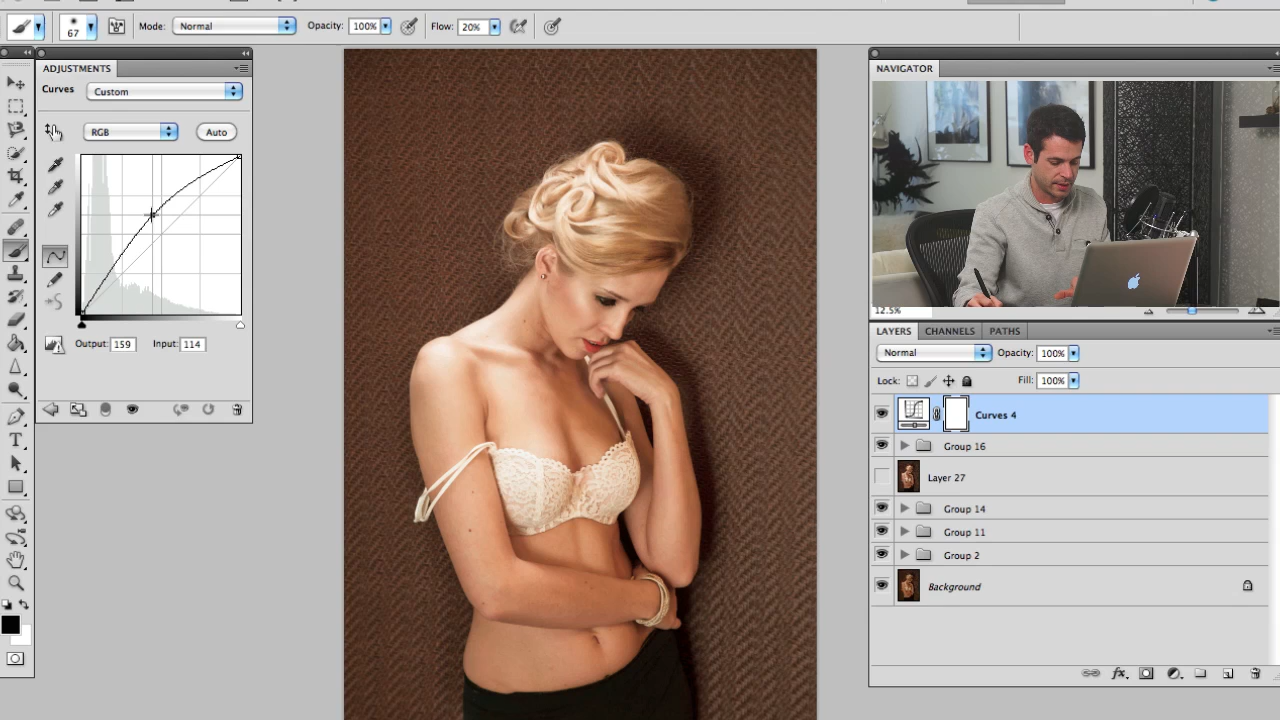 Mode: Normal Opacity: 100% Flow: 20%
67
ADJUSTMENTS
Curves Custom
RGB Auto
Output: 159 Input: 114
NAVIGATOR
12.5%
LAYERS CHANNELS PATHS
Normal Opacity: 100%
Lock: Fill: 100%
Curves 4
Group 16
Layer 27
Group 14
Group 11
Group 2
Background
fx
T